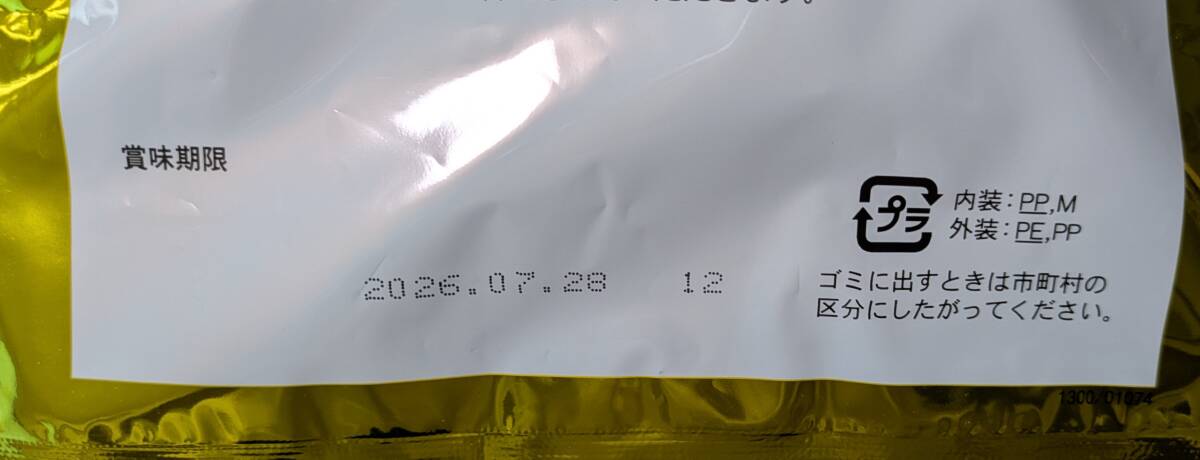 賞味期限
2026.07.28 12
プラ
内装：PP,M
外装：PE,PP
ゴミに出すときは市町村の
区分にしたがってください。
1300/01074